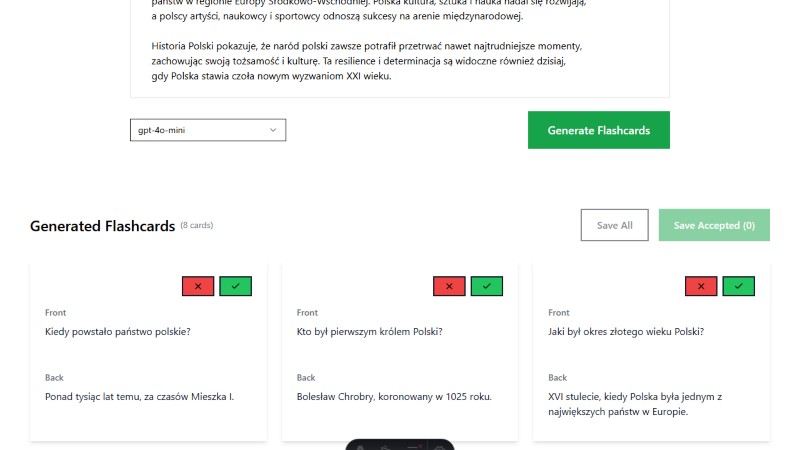 państw w regionie Europy Środkowo-Wschodniej. Polska kultura, sztuka i nauka nadal się rozwijają,
a polscy artyści, naukowcy i sportowcy odnoszą sukcesy na arenie międzynarodowej.
Historia Polski pokazuje, że naród polski zawsze potrafił przetrwać nawet najtrudniejsze momenty,
zachowując swoją tożsamość i kulturę. Ta resilience i determinacja są widoczne również dzisiaj,
gdy Polska stawia czoła nowym wyzwaniom XXI wieku.
gpt-4o-mini
Generate Flashcards
Generated Flashcards (8 cards)
Save All
Save Accepted (0)
Front
Kiedy powstało państwo polskie?
Back
Ponad tysiąc lat temu, za czasów Mieszka I.
Front
Kto był pierwszym królem Polski?
Back
Bolesław Chrobry, koronowany w 1025 roku.
Front
Jaki był okres złotego wieku Polski?
Back
XVI stulecie, kiedy Polska była jednym z
największych państw w Europie.